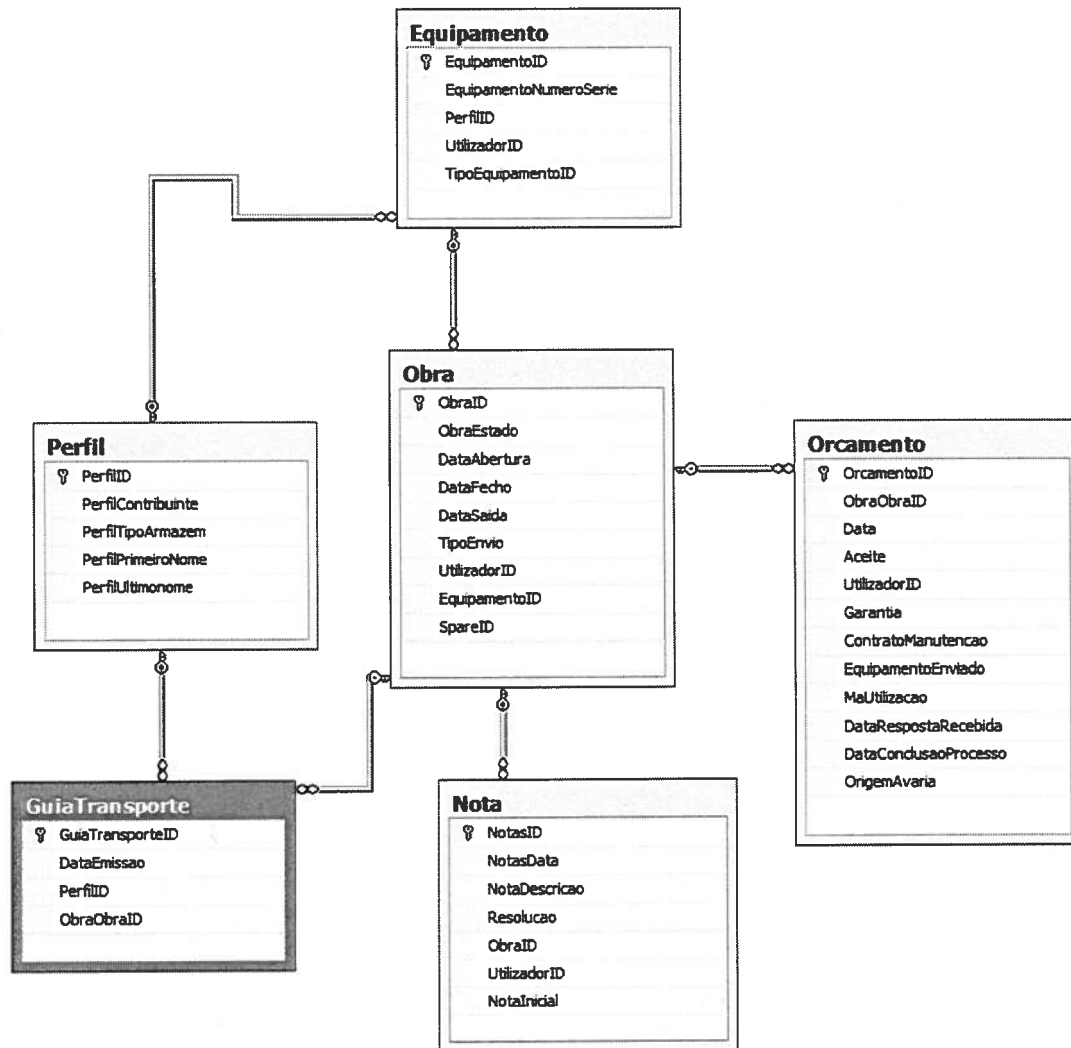 Equipamento
EquipamentoID
EquipamentoNumeroSerie
PerfilID
UtilizadorID
TipoEquipamentoID
Obra
ObraID
ObraEstado
DataAbertura
DataFecho
DataSaida
TipoEnvio
UtilizadorID
EquipamentoID
SpareID
Perfil
PerfilID
PerfilContribuinte
PerfilTipoArmazem
PerfilPrimeiroNome
PerfilUltimonome
Orcamento
OrcamentoID
ObraObraID
Data
Aceite
UtilizadorID
Garantia
ContratoManutencao
EquipamentoEnviado
MaUtilizacao
DataRespostaRecebida
DataConclusaoProcesso
OrigemAvaria
GuiaTransporte
GuiaTransporteID
DataEmissao
PerfilID
ObraObraID
Nota
NotasID
NotasData
NotaDescricao
Resolucao
ObraID
UtilizadorID
NotaInicial